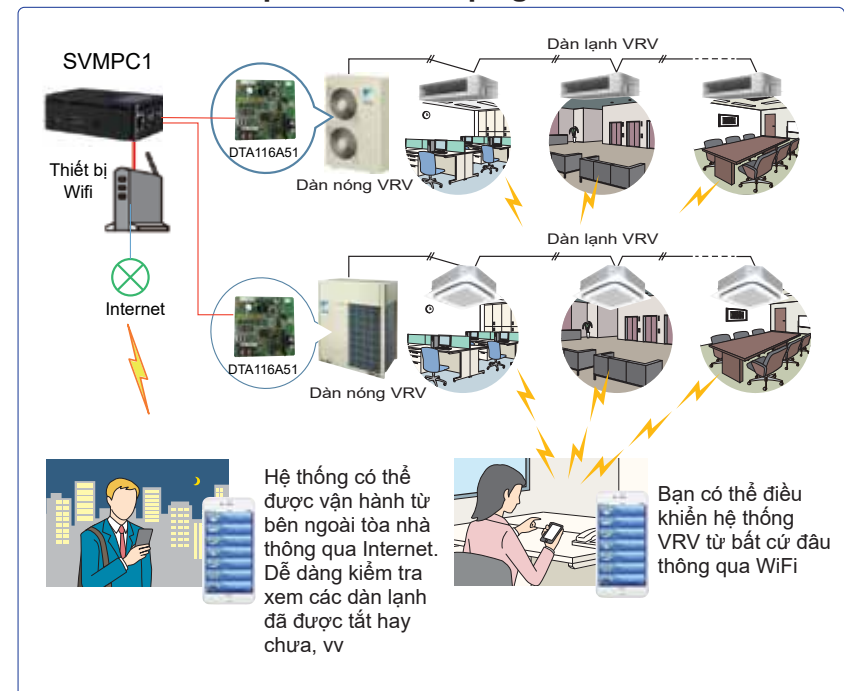 SVMPC1
Thiết bị
Wifi
Internet
DTA116A51
Dàn nóng VRV
Dàn lạnh VRV
DTA116A51
Dàn nóng VRV
Dàn lạnh VRV
Hệ thống có thể
được vận hành từ
bên ngoài tòa nhà
thông qua Internet.
Dễ dàng kiểm tra
xem các dàn lạnh
đã được tắt hay
chưa, vv
Bạn có thể điều
khiển hệ thống
VRV từ bất cứ đâu
thông qua WiFi